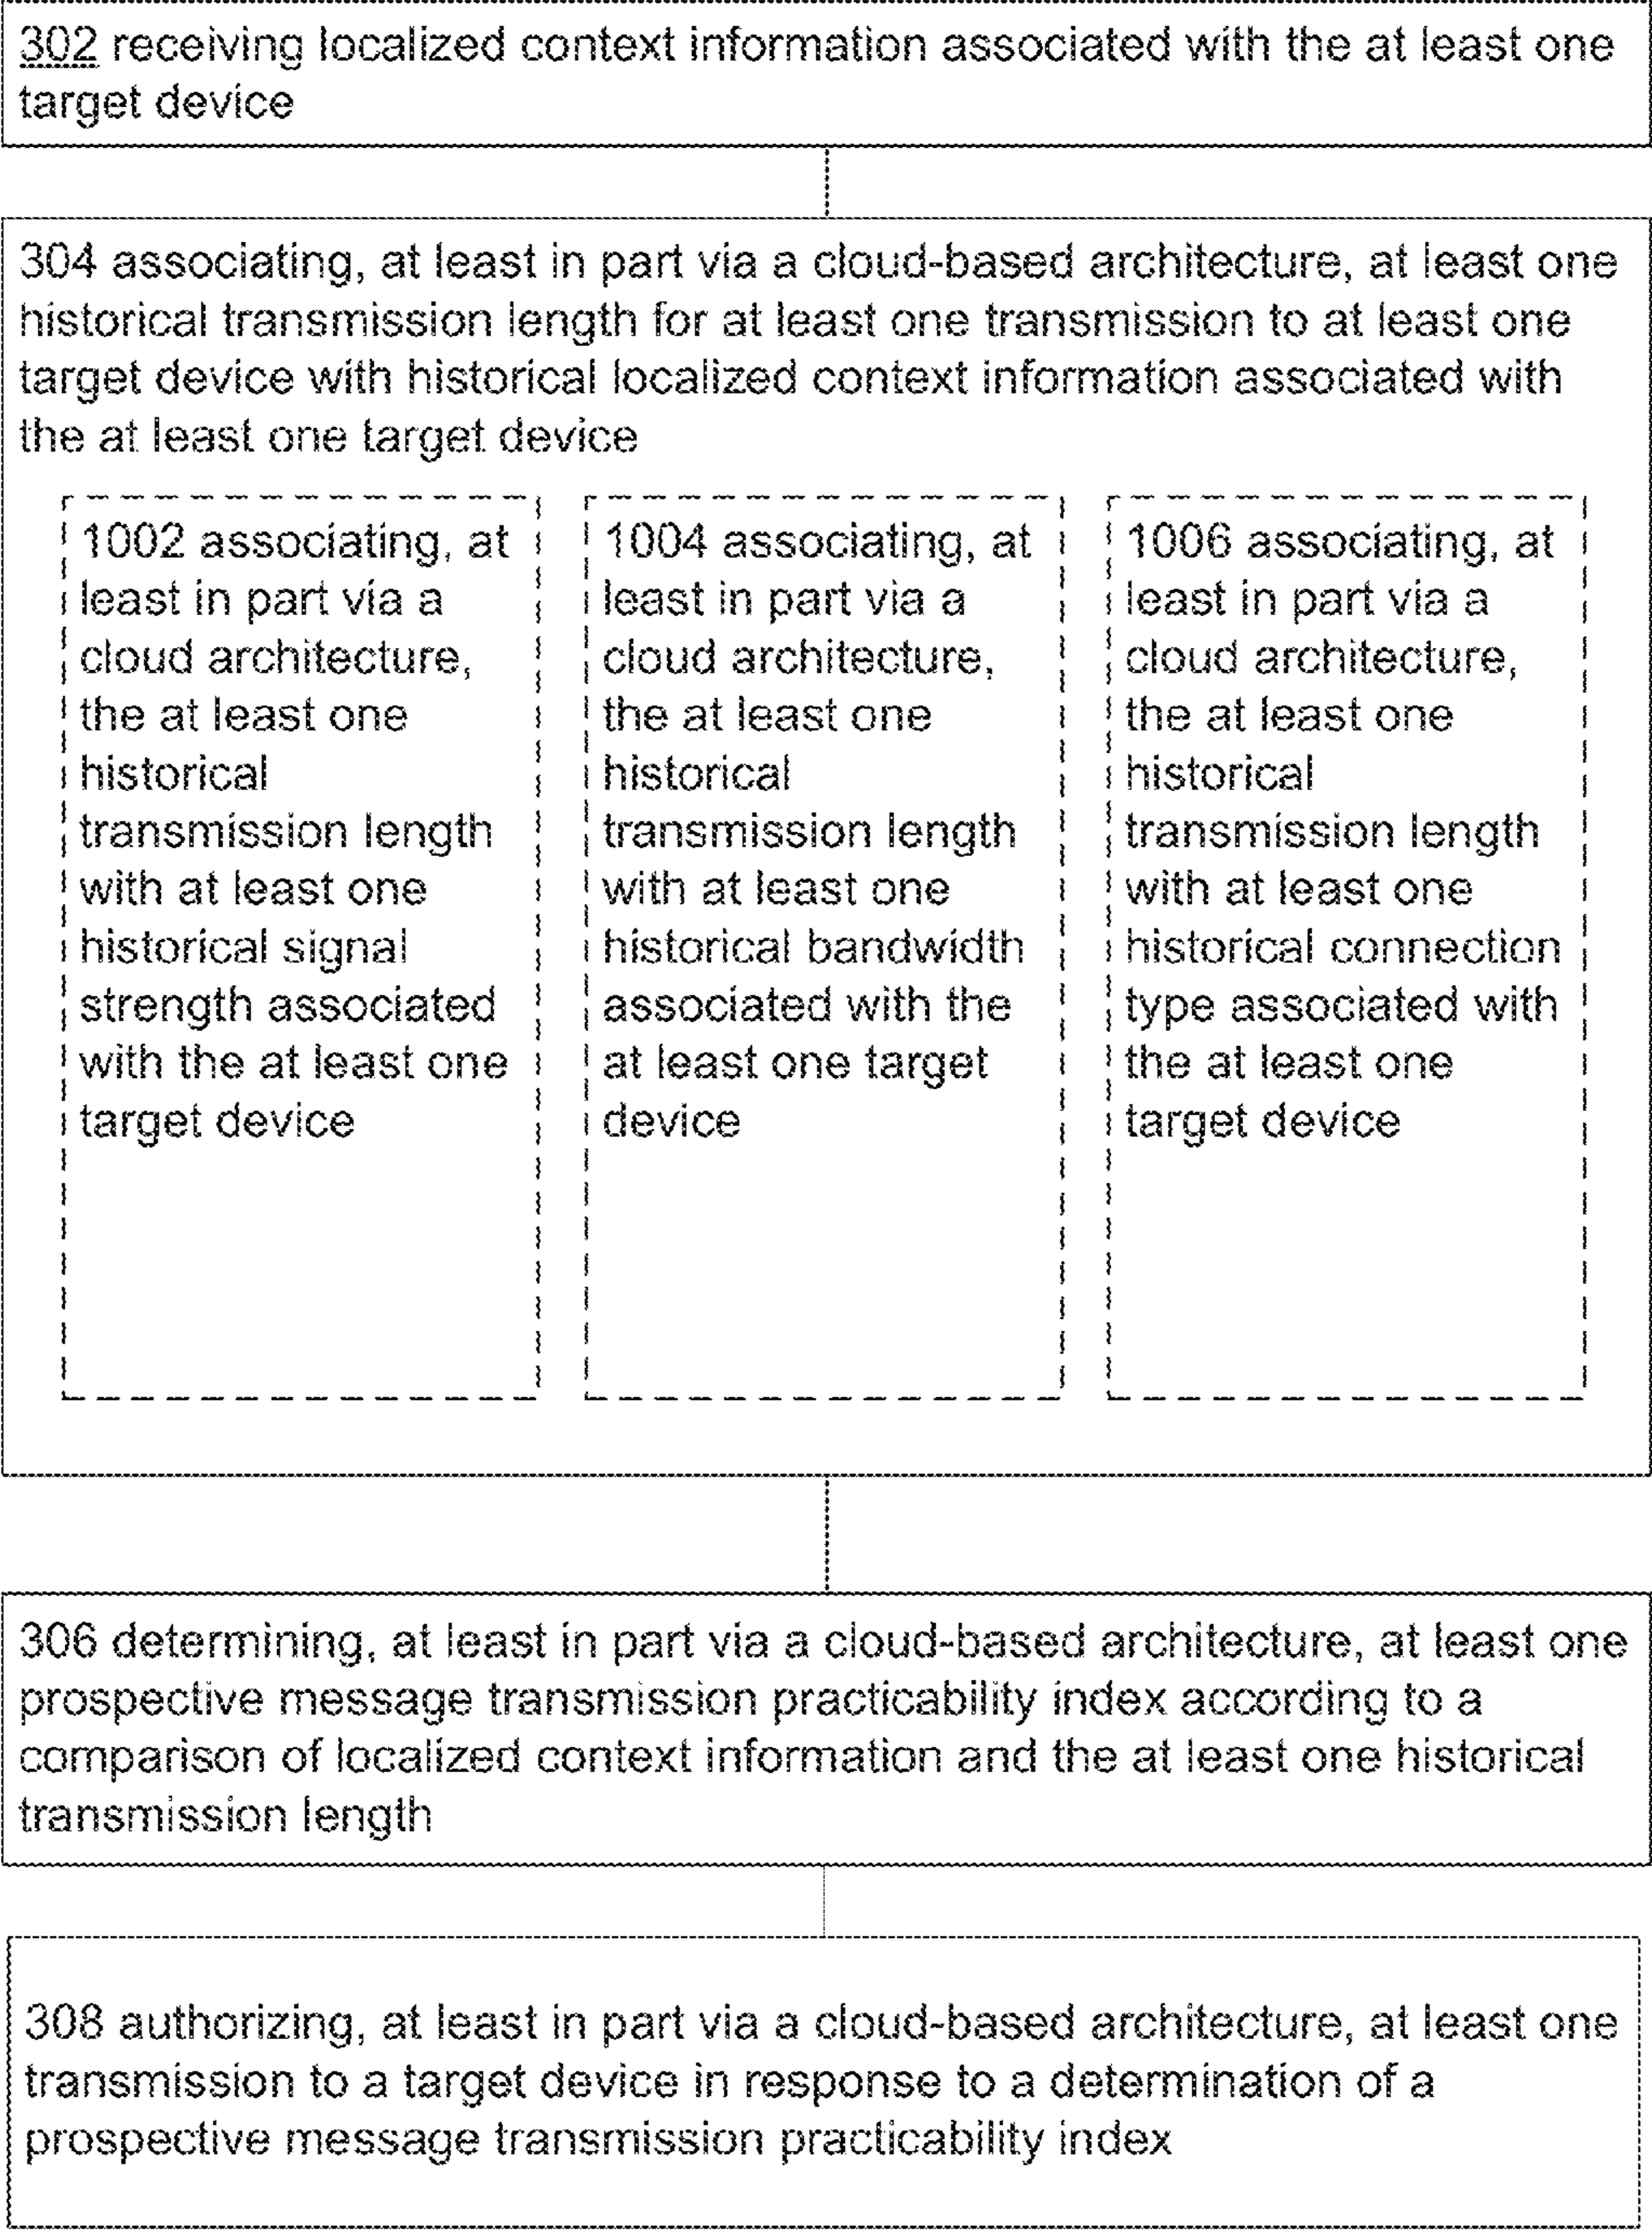 302 receiving localized context information associated with the at least one
target device
304 associating, at least in part via a cloud-based architecture, at least one
historical transmission length for at least one transmission to at least one
target device with historical localized context information associated with
the at least one target device
1002 associating, at
least in part via a
cloud architecture,
the at least one
historical
transmission length
with at least one
historical signal
strength associated
with the at least one
target device
1004 associating, at
least in part via a
cloud architecture,
the at least one
historical
transmission length
with at least one
historical bandwidth
associated with the
at least one target
device
1006 associating, at
least in part via a
cloud architecture,
the at least one
historical
transmission length
with at least one
historical connection
type associated with
the at least one
target device
306 determining, at least in part via a cloud-based architecture, at least one
prospective message transmission practicability index according to a
comparison of localized context information and the at least one historical
transmission length
308 authorizing, at least in part via a cloud-based architecture, at least one
transmission to a target device in response to a determination of a
prospective message transmission practicability index